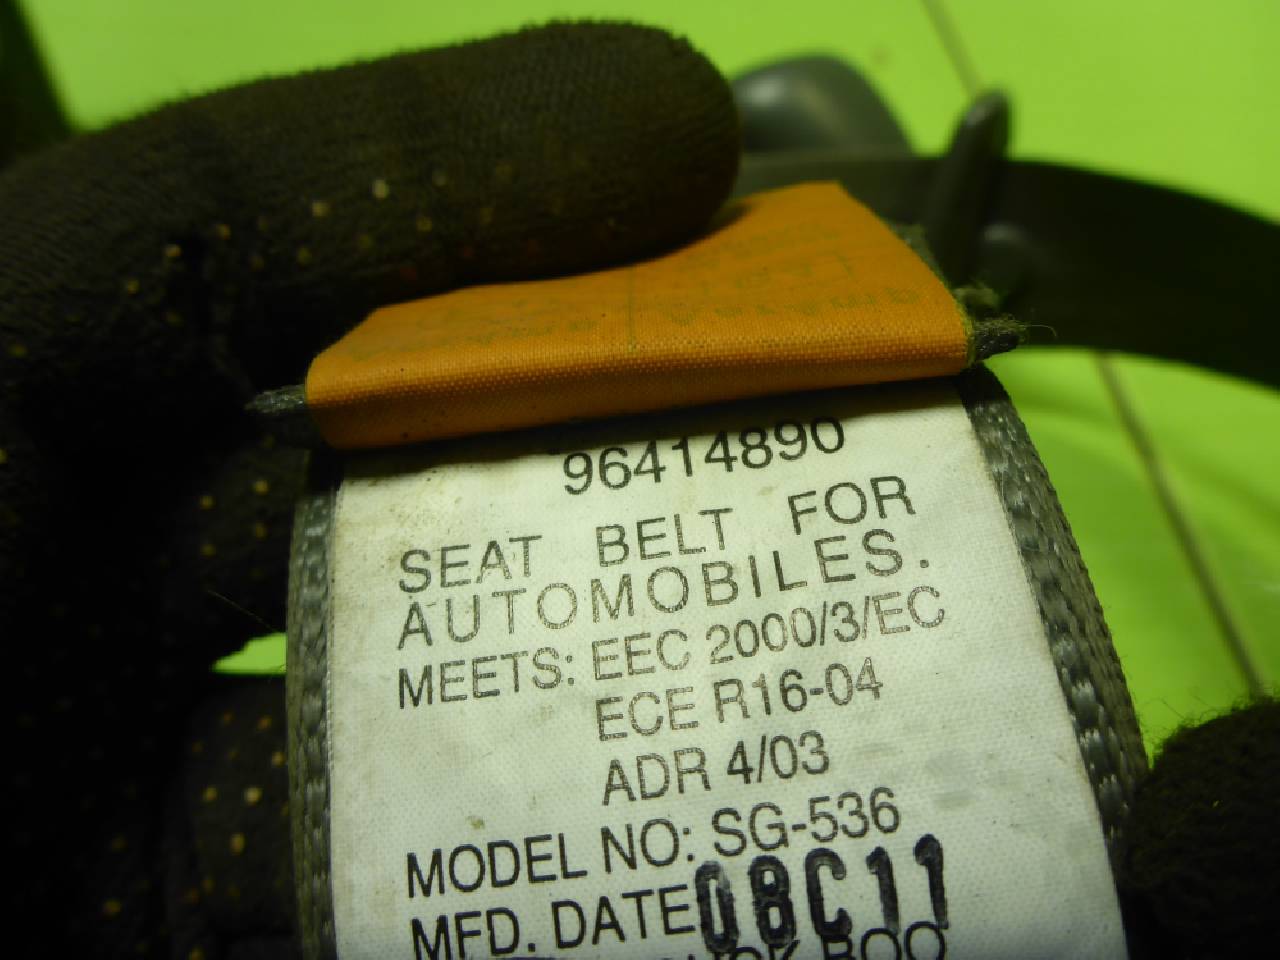 96414890
SEAT BELT FOR
AUTOMOBILES.
MEETS: EEC 2000/3/EC
ECE R16-04
ADR 4/03
MODEL NO: SG-536
MFD. DATE 08C11